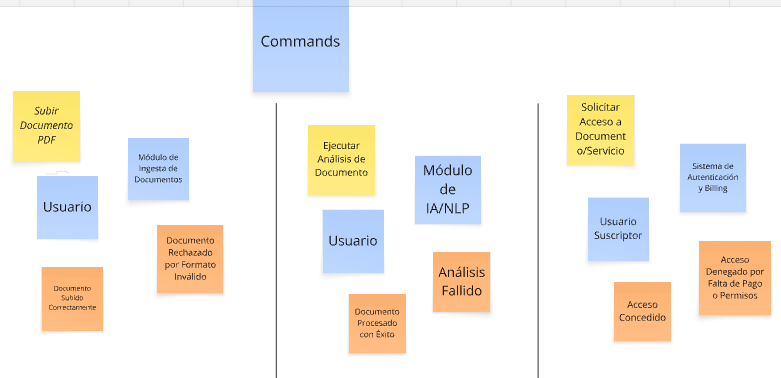 Commands
Subir
Documento
PDF
Módulo de
Ingesta de
Documentos
Usuario
Documento
Rechazado
por Formato
Inválido
Documento
Subido
Correctamente
Ejecutar
Análisis de
Documento
Módulo
de
IA/NLP
Usuario
Análisis
Fallido
Documento
Procesado
con Éxito
Solicitar
Acceso a
Document
o/Servicio
Sistema de
Autenticación
y Billing
Usuario
Suscriptor
Acceso
Denegado por
Falta de Pago
o Permisos
Acceso
Concedido